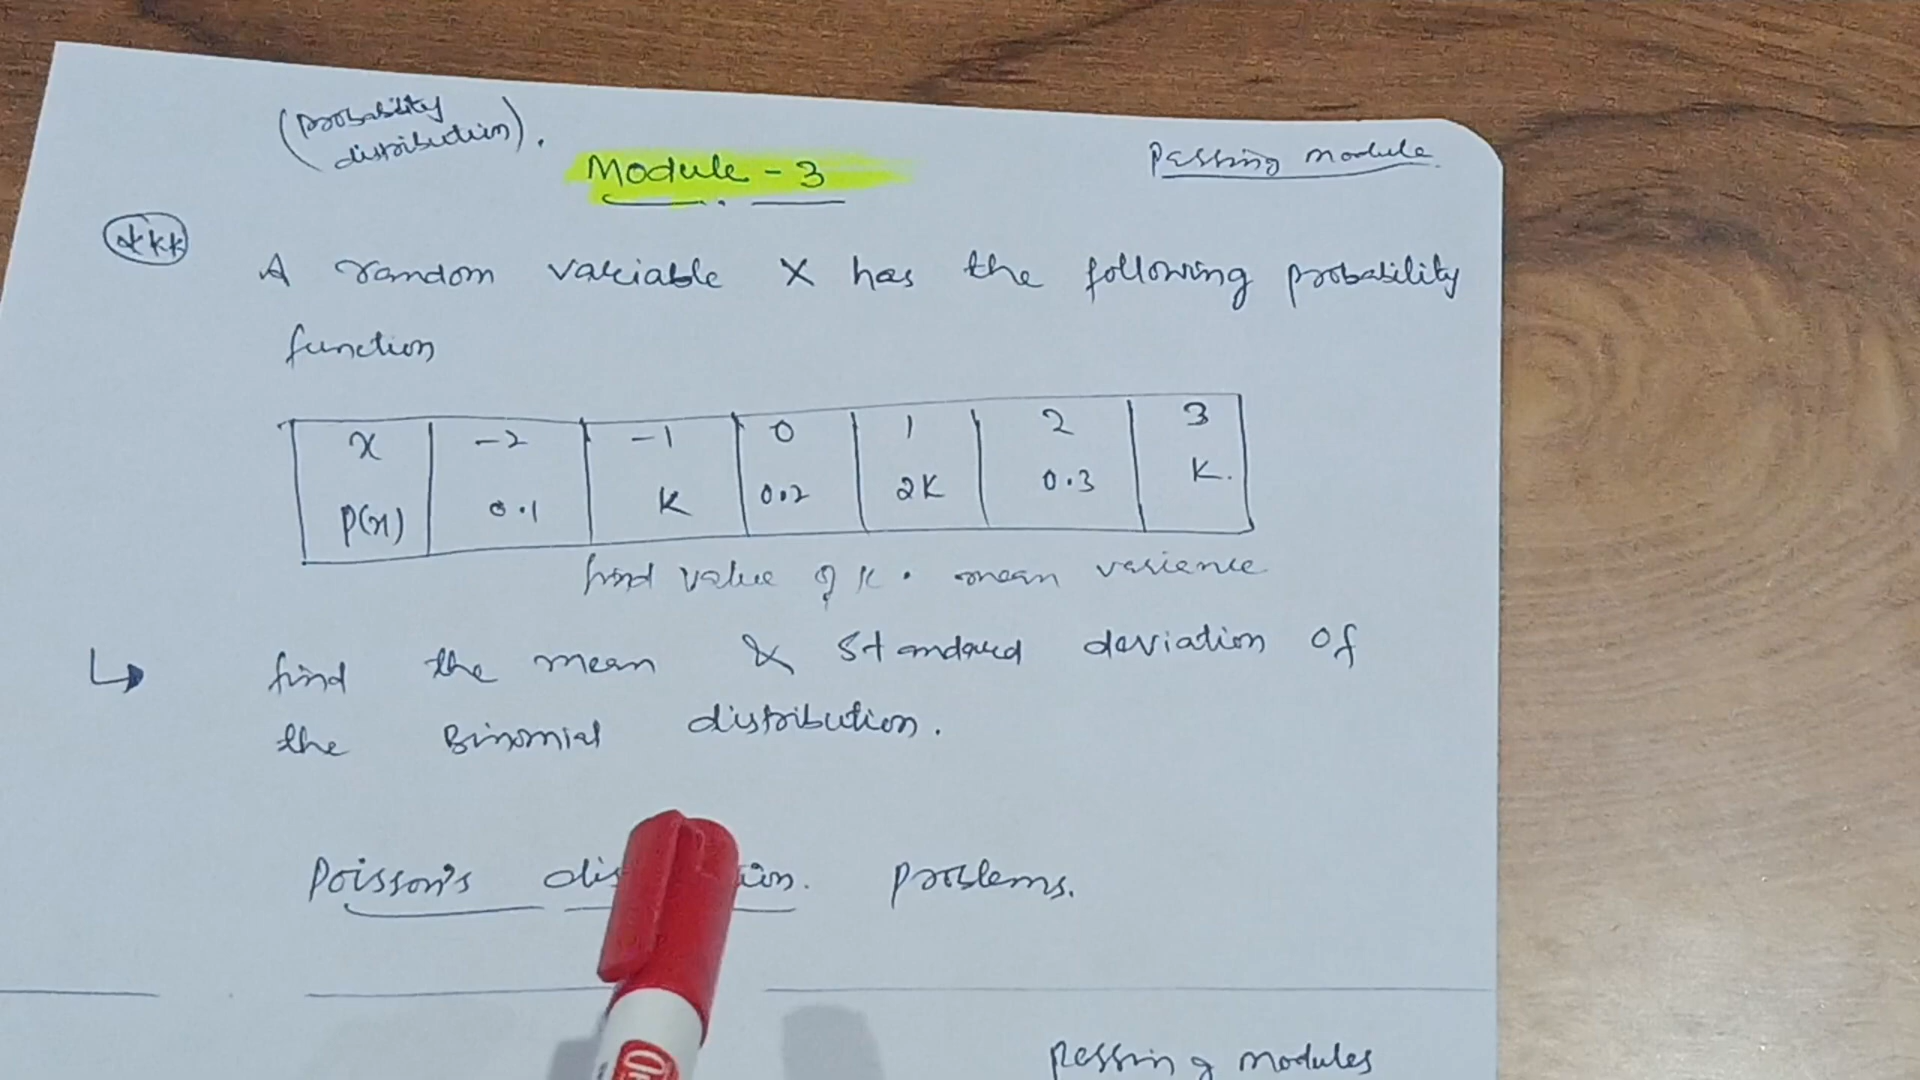 (probability
distribution).
Module - 3
Passing module
***
A random variable X has the following probability
function
x -2 -1 0 1 2 3
P(x) 0.1 K 0.2 2K 0.3 K.
find value of K. mean varience
↳ find the mean & standard deviation of
the Binomial distribution.
Poisson's problems.
passing modules